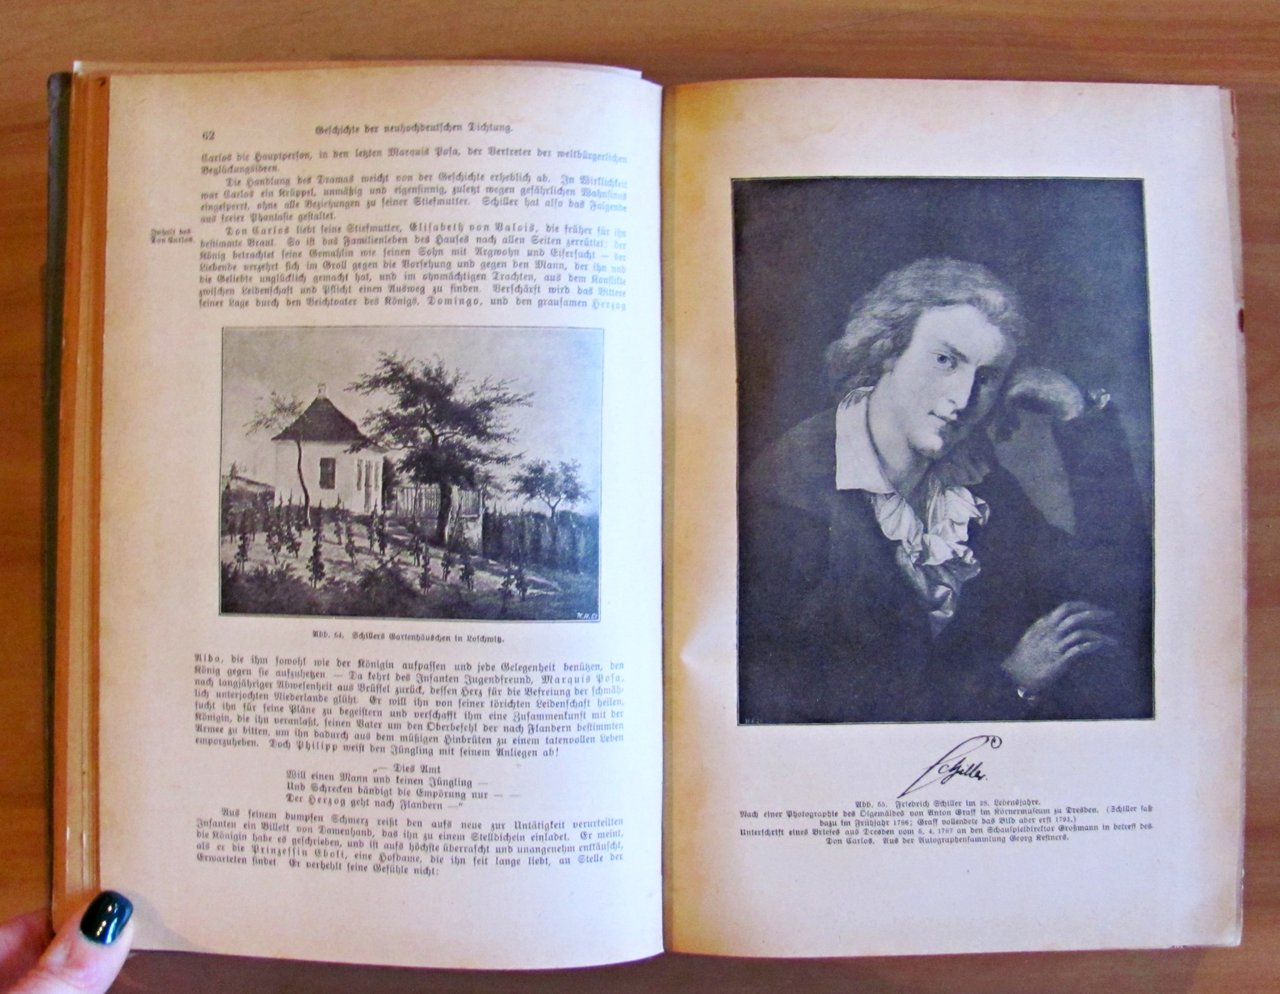 62
Geschichte der neuhochdeutschen Dichtung.
Carlos die Hauptperson, in den letzten Marquis Posa, der Vertreter der weltbürgerlichen
Beglückungsideen.
Die Handlung des Dramas weicht von der Geschichte erheblich ab. In Wirklichkeit
war Carlos ein Krüppel, unmäßig und eigensinnig, zuletzt wegen gefährlichen Wahnsinns
eingesperrt, ohne alle Beziehungen zu seiner Stiefmutter. Schiller hat also das Folgende
aus freier Phantasie gestaltet.
Inhalt des
Don Carlos.
Don Carlos liebt seine Stiefmutter, Elisabeth von Valois, die früher für ihn
bestimmte Braut. So ist das Familienleben des Hauses nach allen Seiten zerrüttet: der
König betrachtet seine Gemahlin wie seinen Sohn mit Argwohn und Eifersucht — der
Liebende verzehrt sich im Groll gegen die Vorsehung und gegen den Mann, der ihn und
die Geliebte unglücklich gemacht hat, und im ohnmächtigen Trachten, aus dem Konflikte
zwischen Leidenschaft und Pflicht einen Ausweg zu finden. Verschärft wird das Bittere
seiner Lage durch den Beichtvater des Königs, Domingo, und den grausamen Herzog
H.H.&C
Abb. 64. Schillers Gartenhäuschen in Loschwitz.
Alba, die ihm sowohl wie der Königin aufpassen und jede Gelegenheit benützen, den
König gegen sie aufzuhetzen — Da kehrt des Infanten Jugendfreund, Marquis Posa,
nach langjähriger Abwesenheit aus Brüssel zurück, dessen Herz für die Befreiung der schmäh-
lich unterjochten Niederlande glüht. Er will ihn von seiner törichten Leidenschaft heilen,
sucht ihn für seine Pläne zu begeistern und verschafft ihm eine Zusammenkunft mit der
Königin, die ihn veranlaßt, seinen Vater um den Oberbefehl der nach Flandern bestimmten
Armee zu bitten, um ihn dadurch aus dem müßigen Hinbrüten zu einem tatenvollen Leben
emporzuheben. Doch Philipp weist den Jüngling mit seinem Anliegen ab!
„— Dies Amt
Will einen Mann und keinen Jüngling —
Und Schrecken bändigt die Empörung nur — —
Der Herzog geht nach Flandern —"
Aus seinem dumpfen Schmerz reißt den aufs neue zur Untätigkeit verurteilten
Infanten ein Billett von Damenhand, das ihn zu einem Stelldichein einladet. Er meint,
die Königin habe es geschrieben, und ist aufs höchste überrascht und unangenehm enttäuscht,
als er die Prinzessin Eboli, eine Hofdame, die ihn seit lange liebt, an Stelle der
Erwarteten findet. Er verhehlt seine Gefühle nicht:
Schiller.
Abb. 65. Friedrich Schiller im 28. Lebensjahre.
Nach einer Photographie des Ölgemäldes von Anton Graff im Körnermuseum zu Dresden. (Schiller saß
dazu im Frühjahr 1786; Graff vollendete das Bild aber erst 1791.)
Unterschrift eines Briefes aus Dresden vom 5. 4. 1787 an den Schauspieldirektor Großmann in betreff des
Don Carlos. Aus der Autographensammlung Georg Kestners.